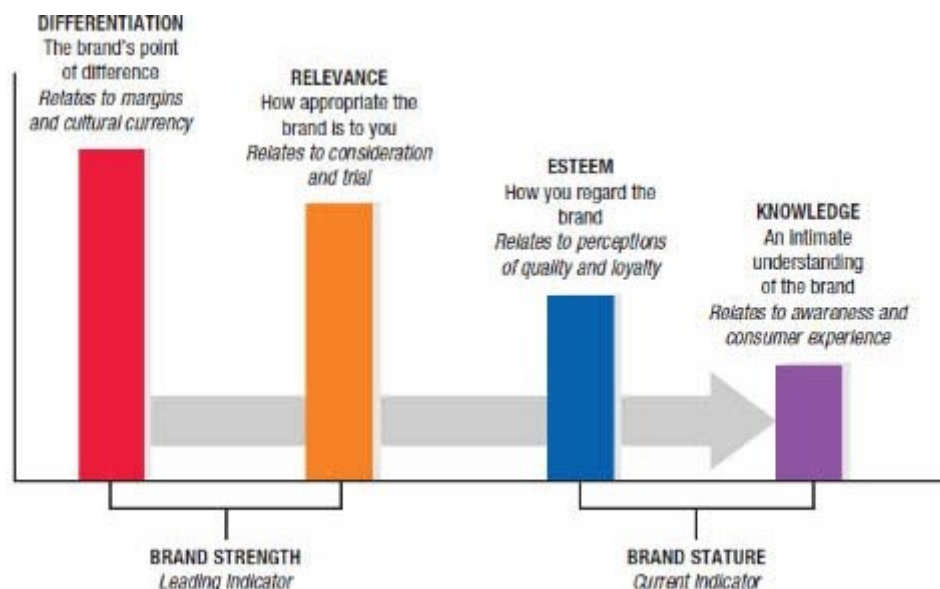 DIFFERENTIATION
The brand's point
of difference
Relates to margins
and cultural currency
RELEVANCE
How appropriate the
brand is to you
Relates to consideration
and trial
ESTEEM
How you regard the
brand
Relates to perceptions
of quality and loyalty
KNOWLEDGE
An intimate
understanding
of the brand
Relates to awareness and
consumer experience
BRAND STRENGTH
Leading Indicator
BRAND STATURE
Current Indicator